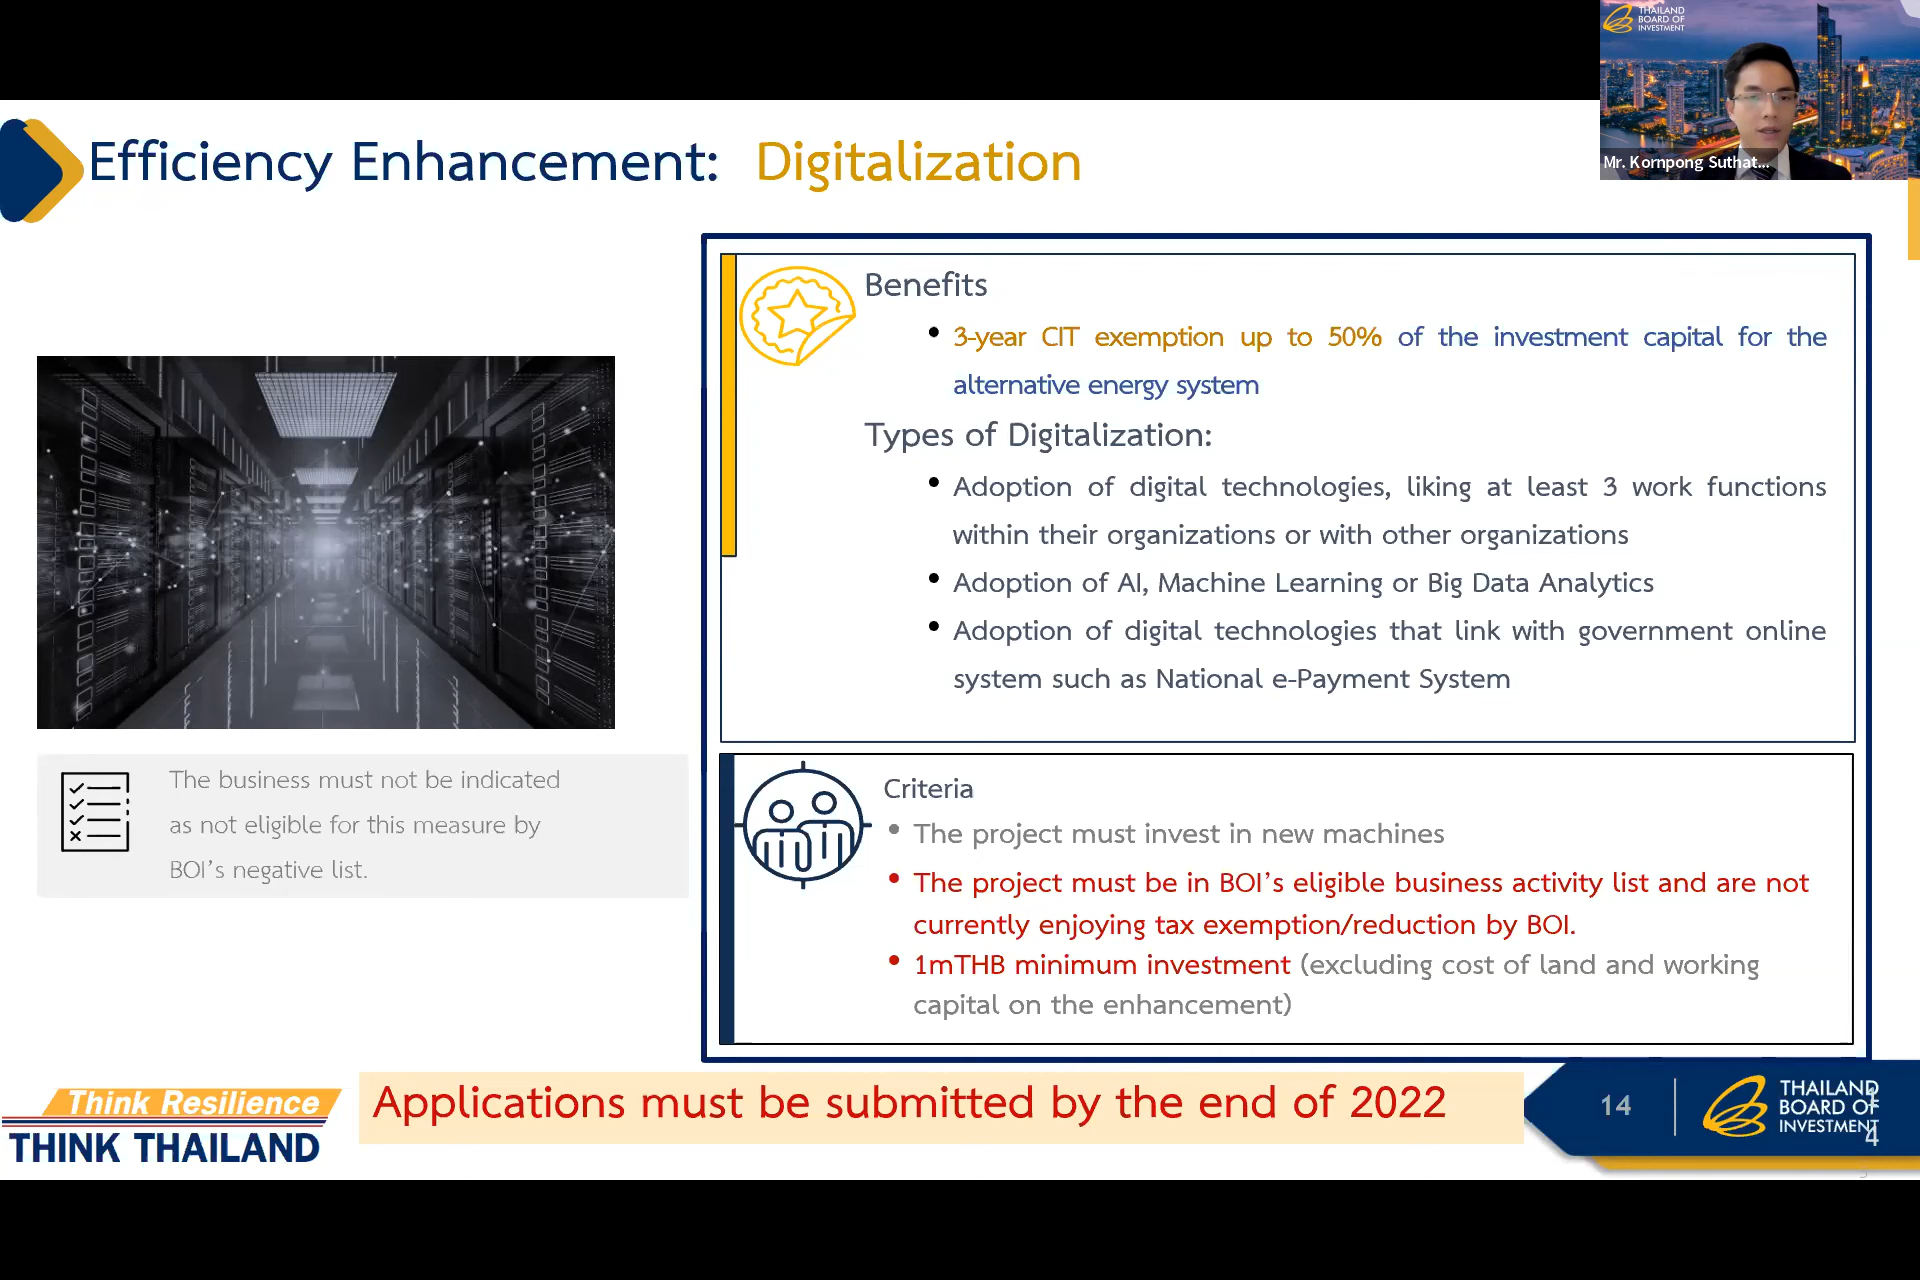 THAILAND
BOARD OF
INVESTMENT
Mr. Kornpong Suthat...
Efficiency Enhancement: Digitalization
Benefits
• 3-year CIT exemption up to 50% of the investment capital for the
alternative energy system
Types of Digitalization:
• Adoption of digital technologies, liking at least 3 work functions
within their organizations or with other organizations
• Adoption of AI, Machine Learning or Big Data Analytics
• Adoption of digital technologies that link with government online
system such as National e-Payment System
The business must not be indicated
as not eligible for this measure by
BOI's negative list.
Criteria
• The project must invest in new machines
• The project must be in BOI's eligible business activity list and are not
currently enjoying tax exemption/reduction by BOI.
• 1mTHB minimum investment (excluding cost of land and working
capital on the enhancement)
Think Resilience
THINK THAILAND
Applications must be submitted by the end of 2022
14
THAILAND
BOARD OF
INVESTMENT
1
4